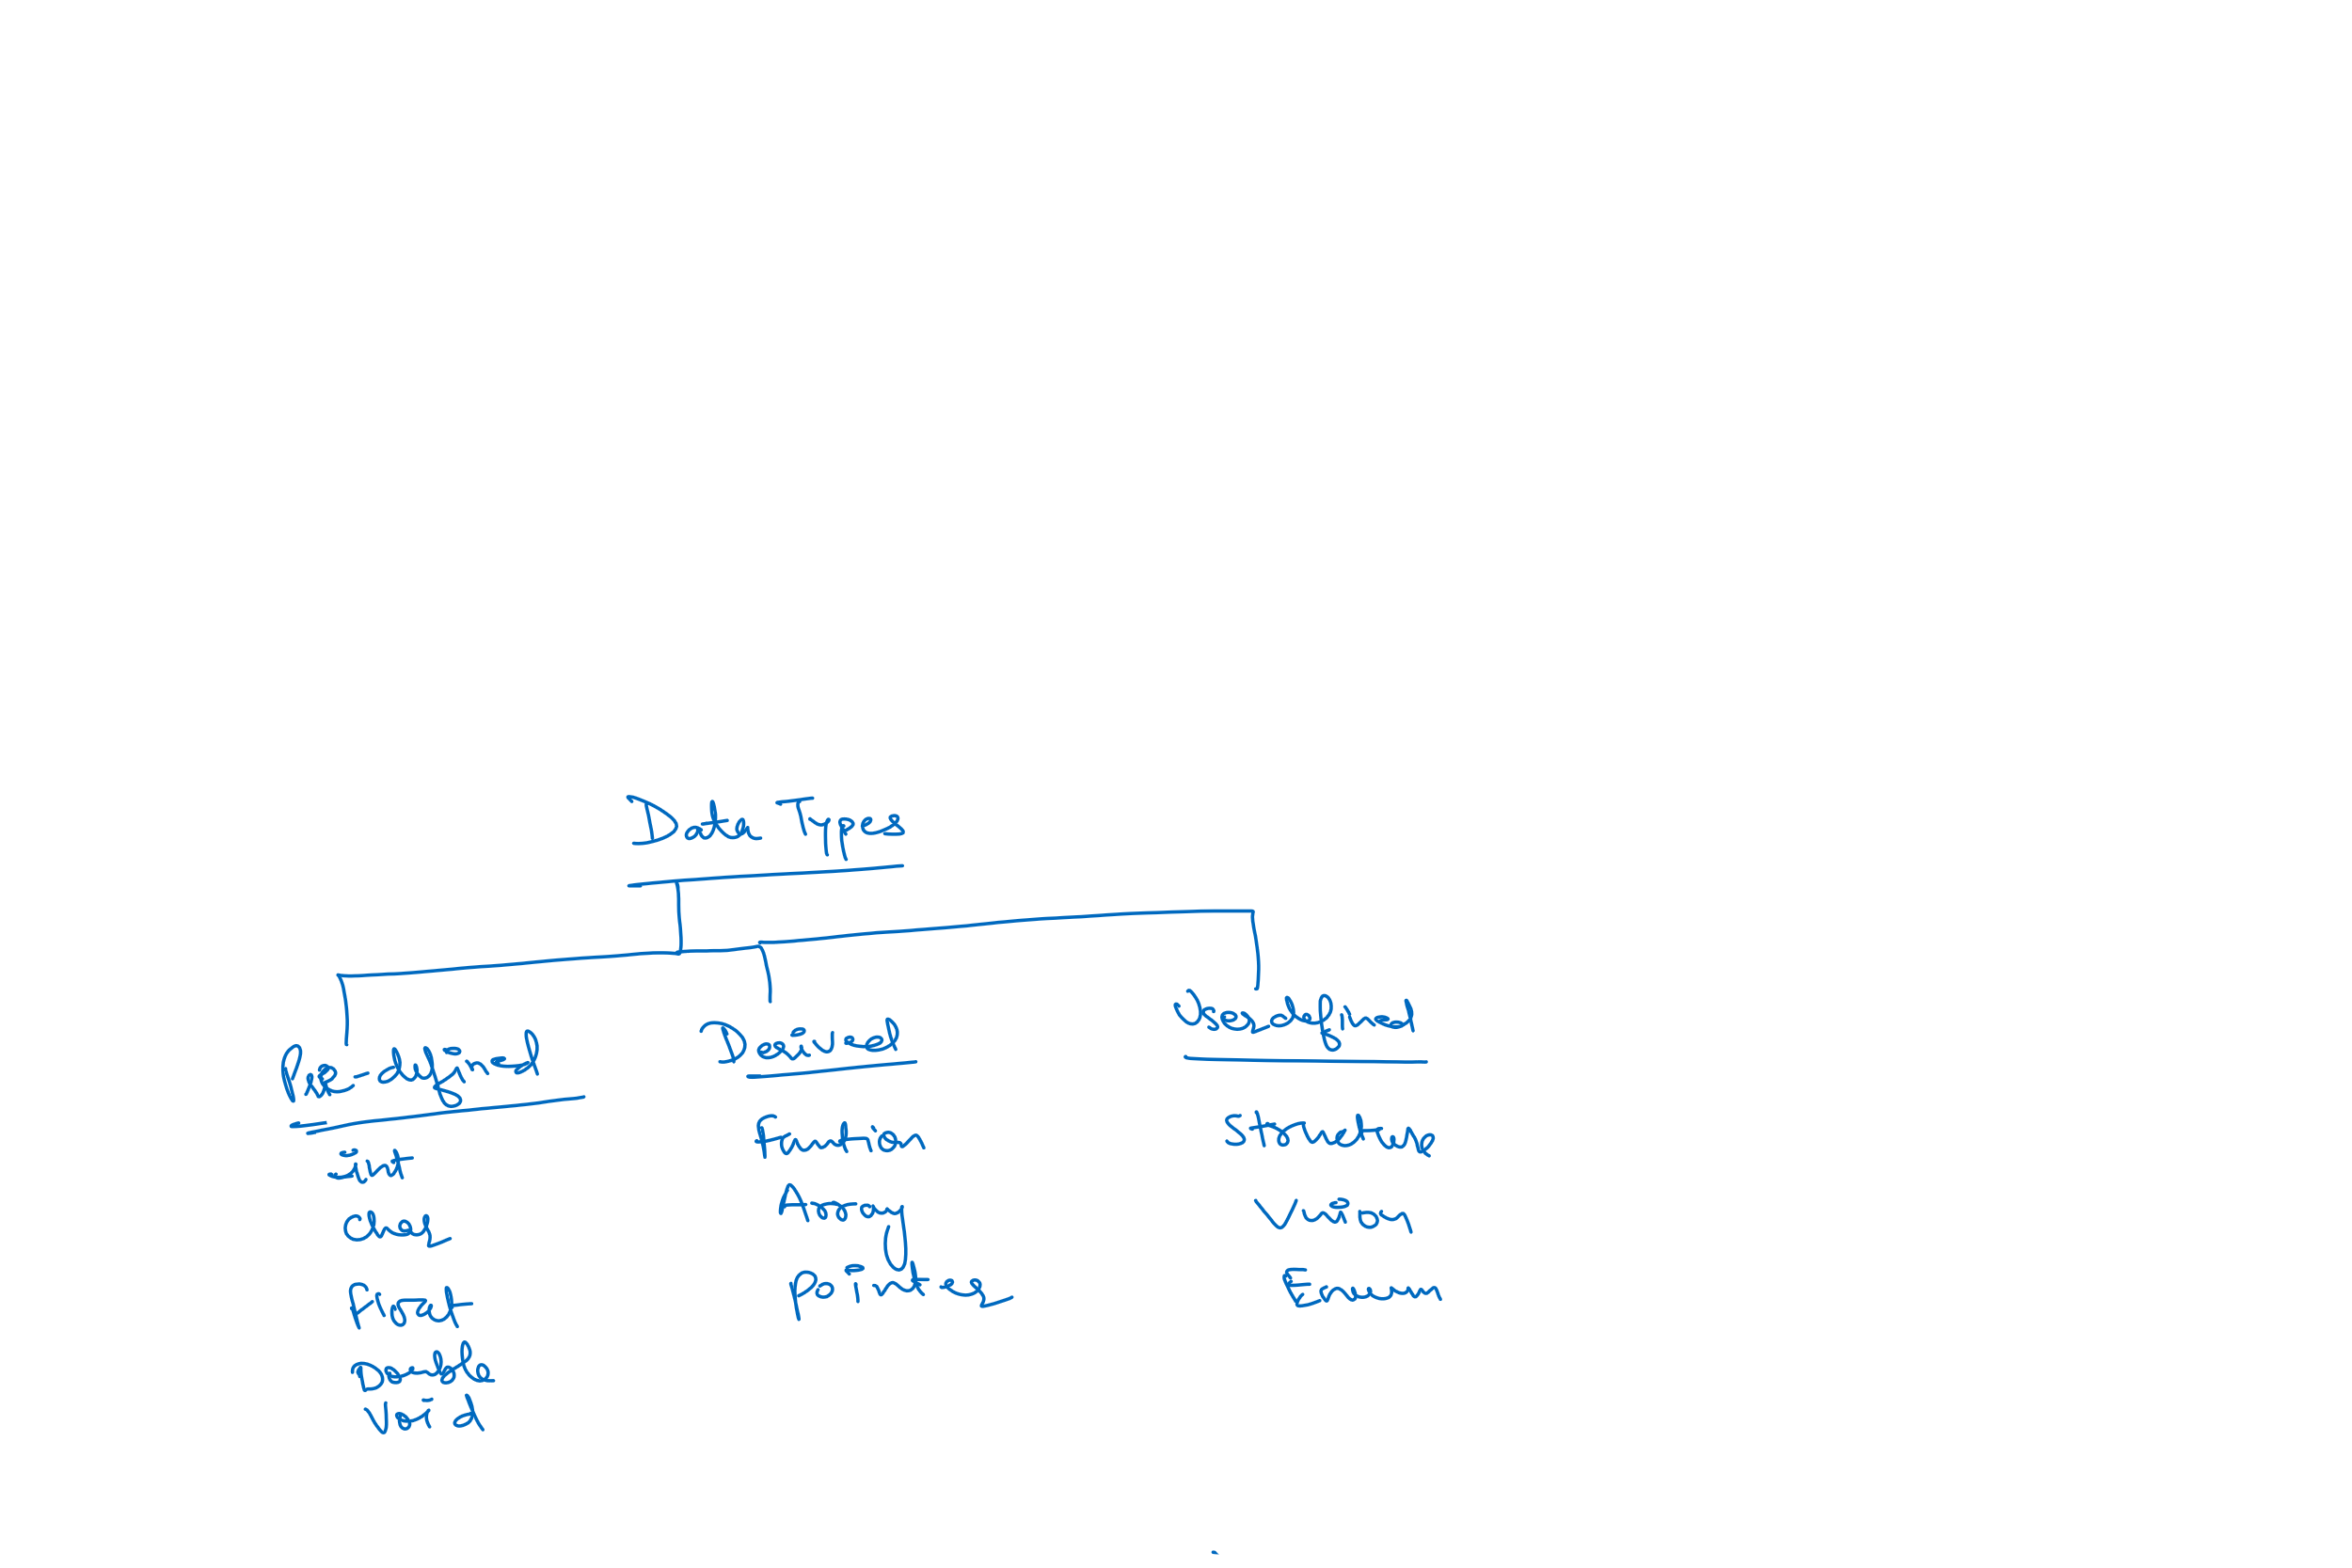 Data Types
Pre-defined
Int
Char
Float
Double
Void
Derived
Funtion
Array
Pointer
Userdefined
Structure
Union
Enum